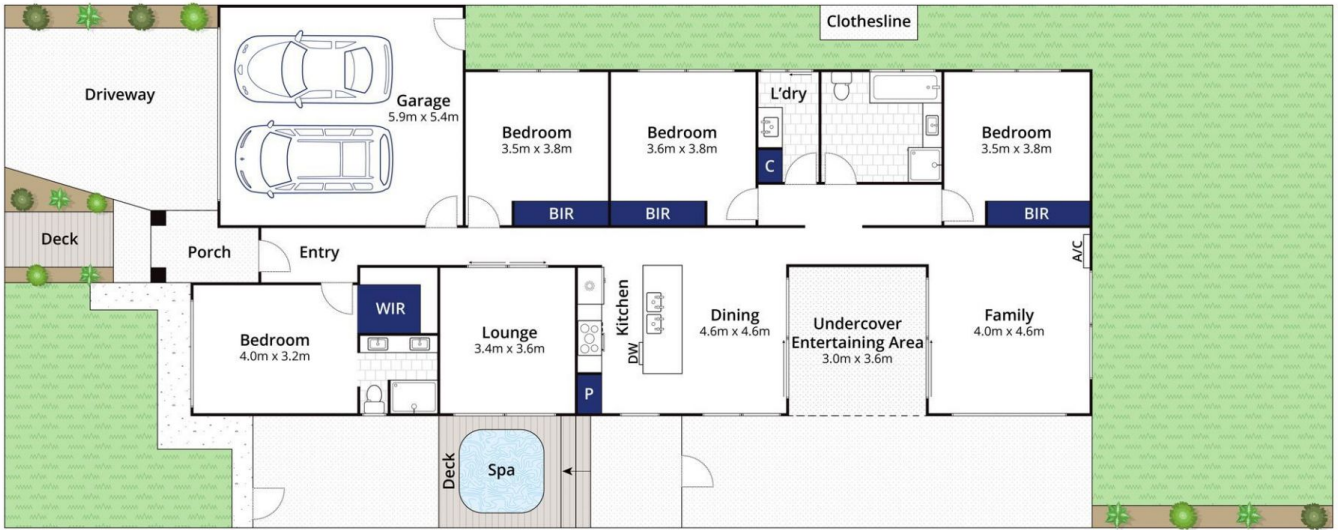 Clothesline
Driveway
Garage
5.9m x 5.4m
Bedroom
3.5m x 3.8m
BIR
Bedroom
3.6m x 3.8m
BIR
L'dry
C
Bedroom
3.5m x 3.8m
BIR
Deck
Porch
Entry
A/C
Bedroom
4.0m x 3.2m
WIR
Lounge
3.4m x 3.6m
Kitchen
DW
P
Dining
4.6m x 4.6m
Undercover
Entertaining Area
3.0m x 3.6m
Family
4.0m x 4.6m
Deck
Spa